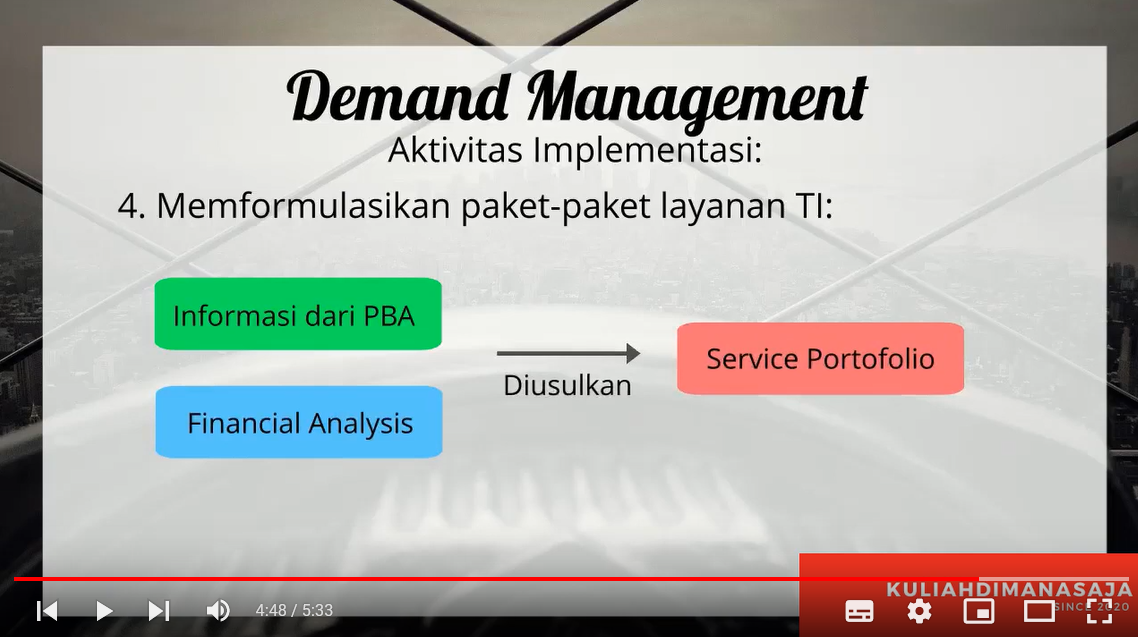 Demand Management
Aktivitas Implementasi:
4. Memformulasikan paket-paket layanan TI:
Informasi dari PBA
Financial Analysis
Diusulkan
Service Portofolio
KULIAHDIMANASAJA
SINCE 2020
4:48 / 5:33